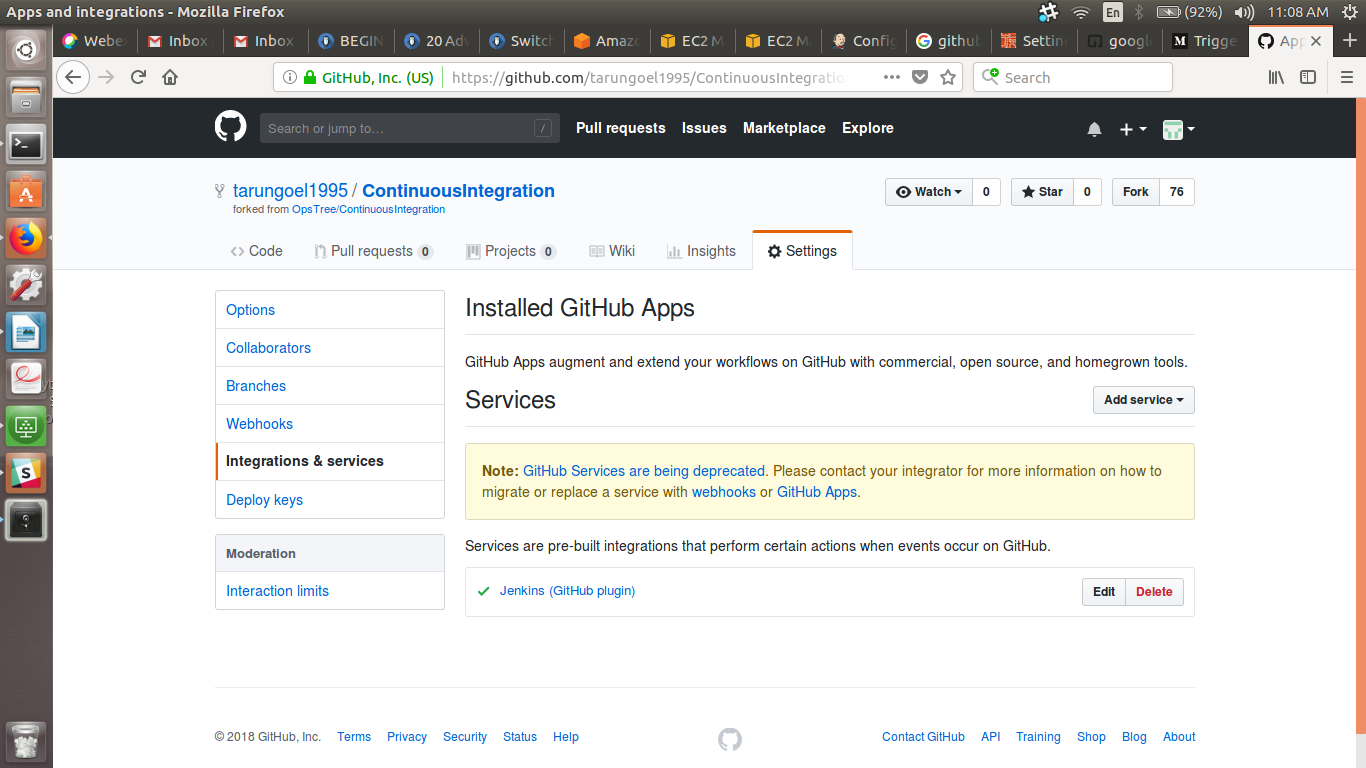 Apps and integrations - Mozilla Firefox
En
(92%)
11:08 AM
Webe
Inbox
Inbox
BEGIN
20 Adv
Switch
Amazo
EC2 M
EC2 M
Config
github
Settin
google
Trigge
App
GitHub, Inc. (US)
https://github.com/tarungoel1995/ContinuousIntegratio
Search
Search or jump to…
/
Pull requests
Issues
Marketplace
Explore
tarungoel1995 / ContinuousIntegration
forked from OpsTree/ContinuousIntegration
Watch 0
Star 0
Fork 76
Code
Pull requests 0
Projects 0
Wiki
Insights
Settings
Options
Collaborators
Branches
Webhooks
Integrations & services
Deploy keys
Moderation
Interaction limits
Installed GitHub Apps
GitHub Apps augment and extend your workflows on GitHub with commercial, open source, and homegrown tools.
Services
Add service
Note: GitHub Services are being deprecated. Please contact your integrator for more information on how to
migrate or replace a service with webhooks or GitHub Apps.
Services are pre-built integrations that perform certain actions when events occur on GitHub.
Jenkins (GitHub plugin)
Edit
Delete
© 2018 GitHub, Inc.
Terms
Privacy
Security
Status
Help
Contact GitHub
API
Training
Shop
Blog
About